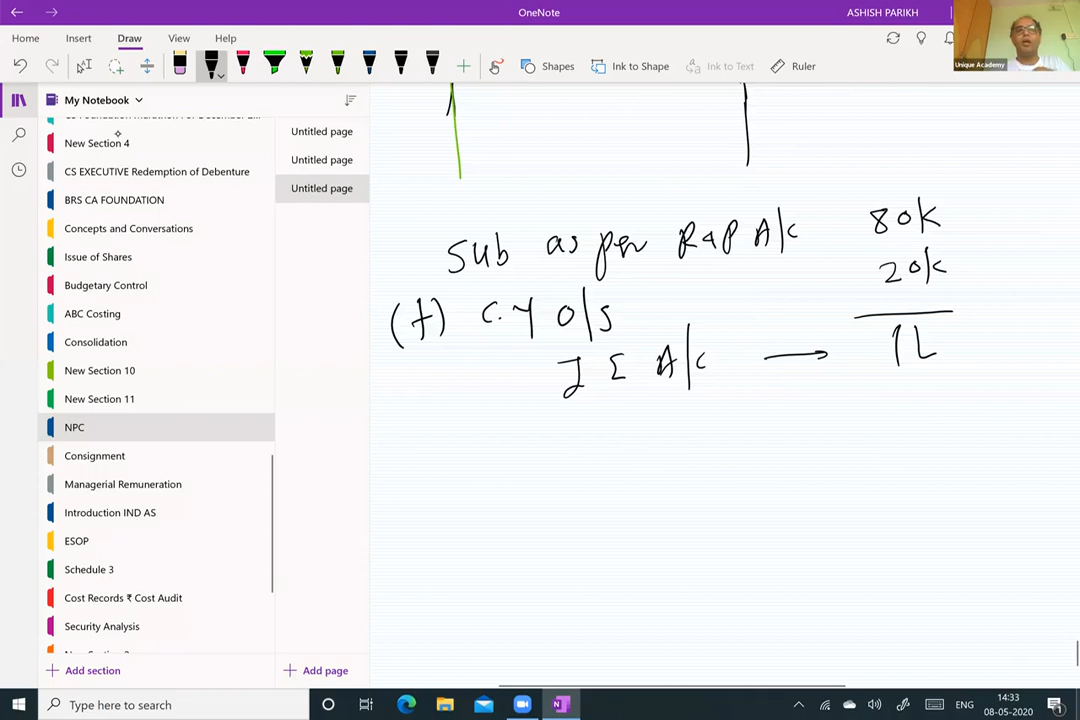 OneNote
ASHISH PARIKH
Home Insert Draw View Help
Unique Academy
Shapes Ink to Shape Ink to Text Ruler
My Notebook
New Section 4
CS EXECUTIVE Redemption of Debenture
BRS CA FOUNDATION
Concepts and Conversations
Issue of Shares
Budgetary Control
ABC Costing
Consolidation
New Section 10
New Section 11
NPC
Consignment
Managerial Remuneration
Introduction IND AS
ESOP
Schedule 3
Cost Records ₹ Cost Audit
Security Analysis
Add section
Untitled page
Untitled page
Untitled page
Add page
Sub as per R&P A/c 80K
(+) C.Y O/S 20K
I E A/c → 1L
Type here to search
ENG
14:33
08-05-2020
1